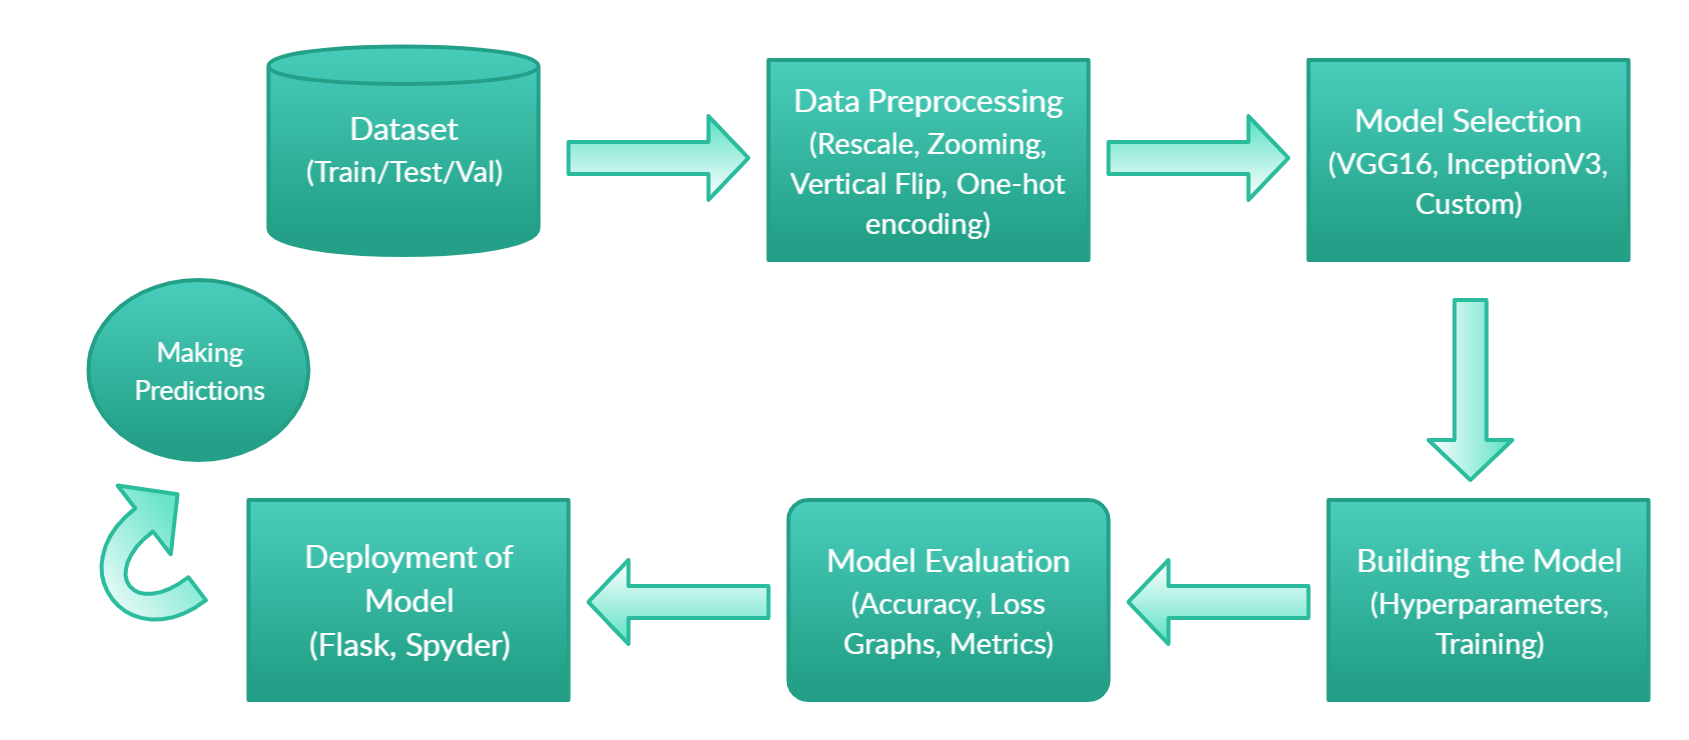 Dataset
(Train/Test/Val)
Data Preprocessing
(Rescale, Zooming,
Vertical Flip, One-hot
encoding)
Model Selection
(VGG16, InceptionV3,
Custom)
Building the Model
(Hyperparameters,
Training)
Model Evaluation
(Accuracy, Loss
Graphs, Metrics)
Deployment of
Model
(Flask, Spyder)
Making
Predictions